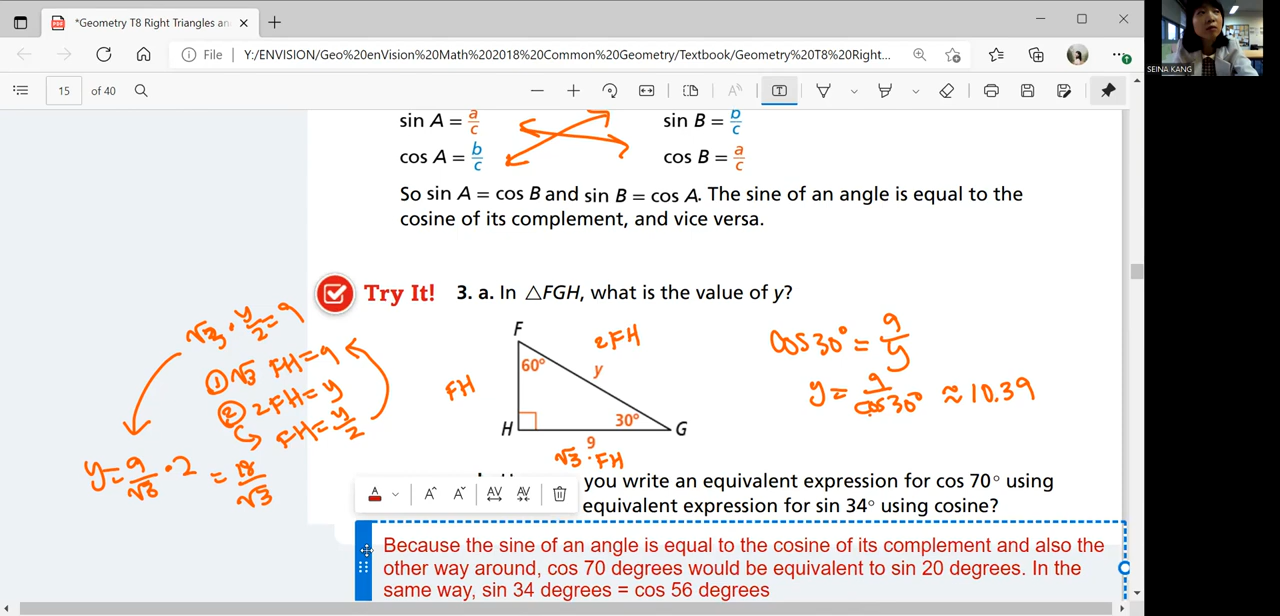 *Geometry T8 Right Triangles an
File Y:/ENVISION/Geo%20enVision%20Math%202018%20Common%20Geometry/Textbook/Geometry%20T8%20Right...
SEINA KANG
15 of 40
sin A = a/c sin B = b/c
cos A = b/c cos B = a/c
So sin A = cos B and sin B = cos A. The sine of an angle is equal to the
cosine of its complement, and vice versa.
Try It! 3. a. In △FGH, what is the value of y?
F
60°
y
2FH
FH
H
30°
G
9
√3 · FH
cos 30° = 9/y
y = 9/cos 30° ≈ 10.39
√3 · y/2 = 9
① √3 FH = 9
② 2FH = y
FH = y/2
y = 9/√3 · 2 = 18/√3
you write an equivalent expression for cos 70° using
equivalent expression for sin 34° using cosine?
A A A AV AV
Because the sine of an angle is equal to the cosine of its complement and also the
other way around, cos 70 degrees would be equivalent to sin 20 degrees. In the
same way, sin 34 degrees = cos 56 degrees